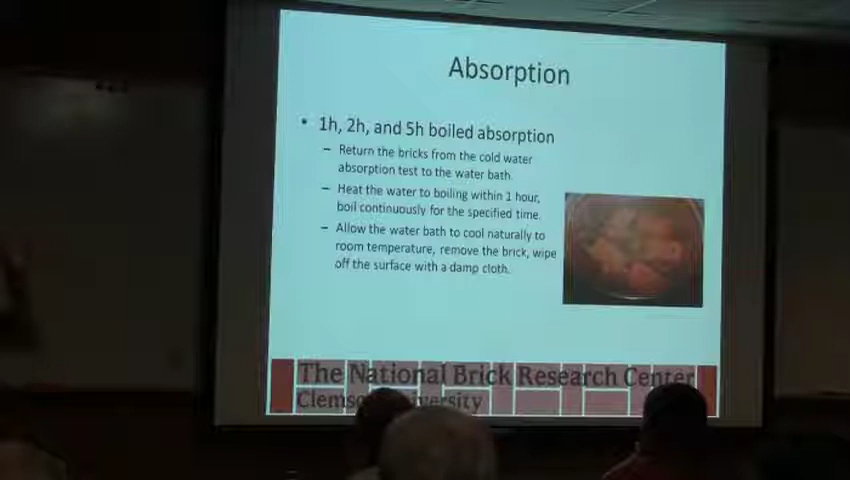 Absorption
• 1h, 2h, and 5h boiled absorption
– Return the bricks from the cold water
absorption test to the water bath.
– Heat the water to boiling within 1 hour,
boil continuously for the specified time.
– Allow the water bath to cool naturally to
room temperature, remove the brick, wipe
off the surface with a damp cloth.
The National Brick Research Center
Clemson University